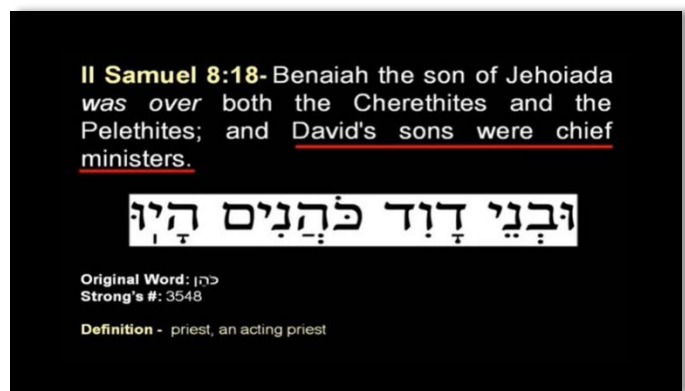 II Samuel 8:18- Benaiah the son of Jehoiada
was over both the Cherethites and the
Pelethites; and David's sons were chief
ministers.
וּבְנֵי דָוִד כֹּהֲנִים הָיֽוּ
Original Word: כֹּהֵן
Strong's #: 3548
Definition - priest, an acting priest